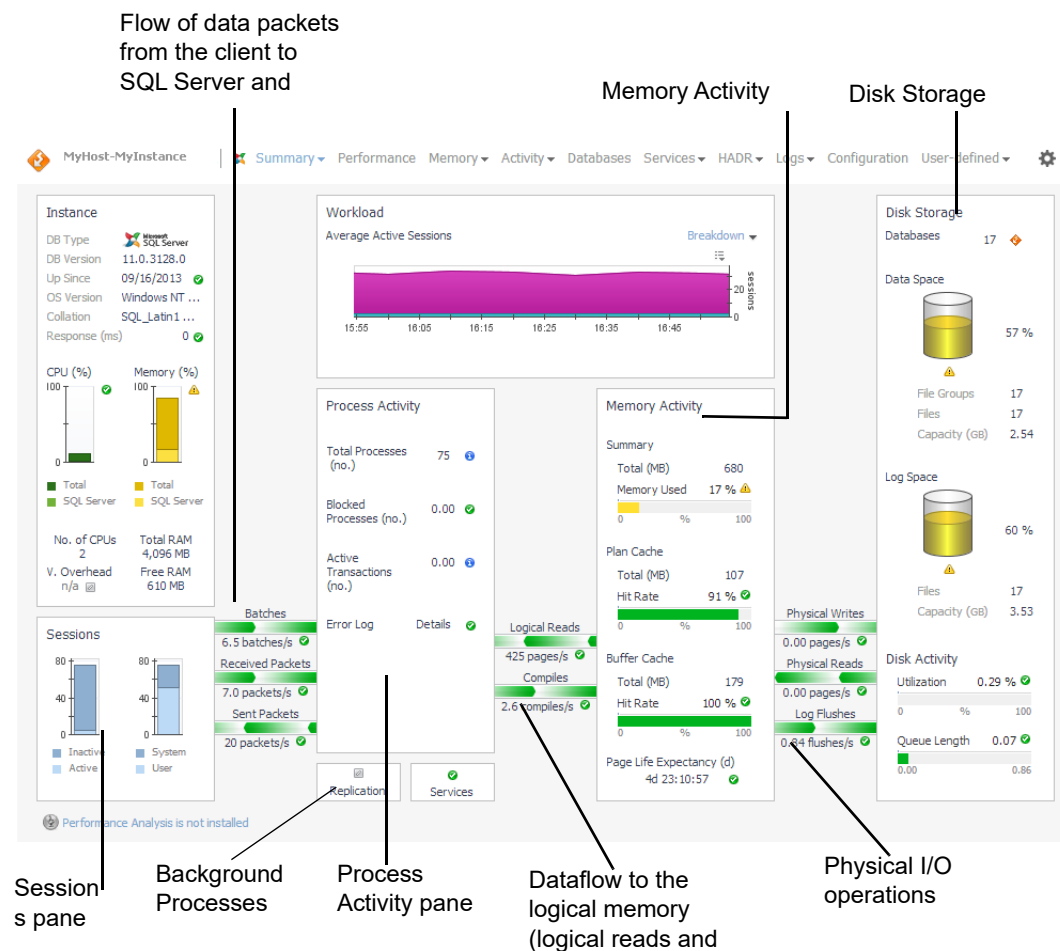 Flow of data packets
from the client to
SQL Server and
Memory Activity
Disk Storage
MyHost-MyInstance
Summary Performance Memory Activity Databases Services HADR Logs Configuration User-defined
Instance
DB Type Microsoft SQL Server
DB Version 11.0.3128.0
Up Since 09/16/2013
OS Version Windows NT ...
Collation SQL_Latin1 ...
Response (ms) 0
CPU (%) Memory (%)
100 100
0 0
Total Total
SQL Server SQL Server
No. of CPUs Total RAM
2 4,096 MB
V. Overhead Free RAM
n/a 610 MB
Sessions
80 80
40 40
0 0
Inactive System
Active User
Performance Analysis is not installed
Batches
6.5 batches/s
Received Packets
7.0 packets/s
Sent Packets
20 packets/s
Workload
Average Active Sessions Breakdown
20
0
sessions
15:55 16:05 16:15 16:25 16:35 16:45
Process Activity
Total Processes
(no.)
75
Blocked
Processes (no.)
0.00
Active
Transactions
(no.)
0.00
Error Log Details
Replication
Services
Logical Reads
425 pages/s
Compiles
2.6 compiles/s
Memory Activity
Summary
Total (MB) 680
Memory Used 17 %
0 % 100
Plan Cache
Total (MB) 107
Hit Rate 91 %
0 % 100
Buffer Cache
Total (MB) 179
Hit Rate 100 %
0 % 100
Page Life Expectancy (d)
4d 23:10:57
Physical Writes
0.00 pages/s
Physical Reads
0.00 pages/s
Log Flushes
0.84 flushes/s
Disk Storage
Databases 17
Data Space
57 %
File Groups 17
Files 17
Capacity (GB) 2.54
Log Space
60 %
Files 17
Capacity (GB) 3.53
Disk Activity
Utilization 0.29 %
0 % 100
Queue Length 0.07
0.00 0.86
Session
s pane
Background
Processes
Process
Activity pane
Dataflow to the
logical memory
(logical reads and
Physical I/O
operations